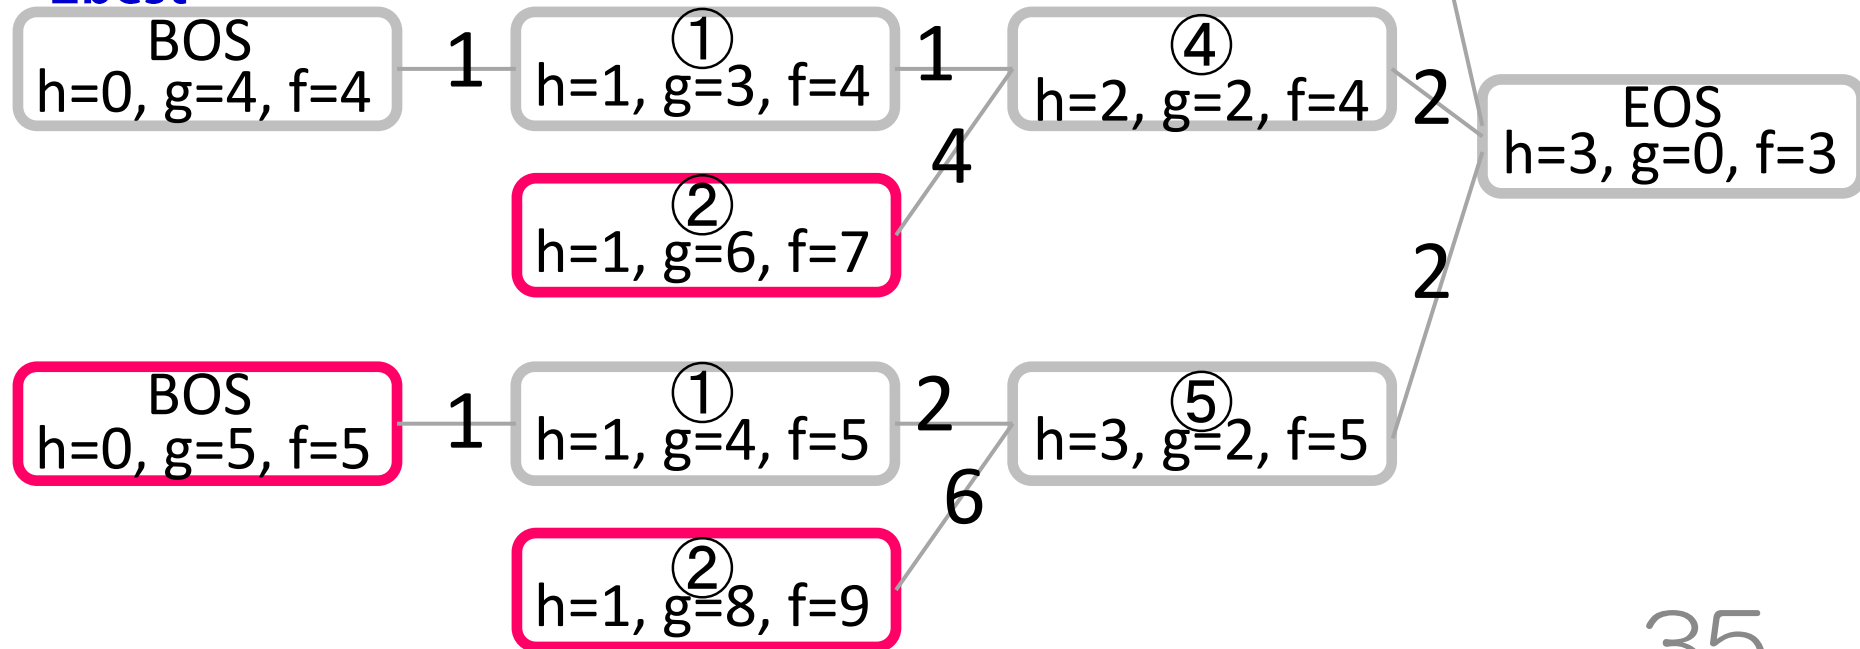 BOS
h=0, g=4, f=4
1
①
h=1, g=3, f=4
1
④
h=2, g=2, f=4
2
EOS
h=3, g=0, f=3
4
②
h=1, g=6, f=7
2
BOS
h=0, g=5, f=5
1
①
h=1, g=4, f=5
2
⑤
h=3, g=2, f=5
6
②
h=1, g=8, f=9
35